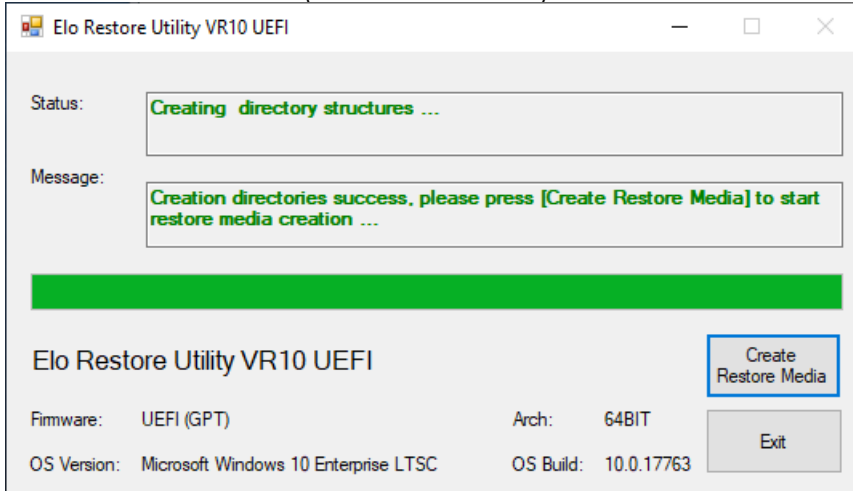 Elo Restore Utility VR10 UEFI
Status:
Creating directory structures ...
Message:
Creation directories success, please press [Create Restore Media] to start
restore media creation ...
Elo Restore Utility VR10 UEFI
Create
Restore Media
Firmware: UEFI (GPT) Arch: 64BIT
Exit
OS Version: Microsoft Windows 10 Enterprise LTSC OS Build: 10.0.17763